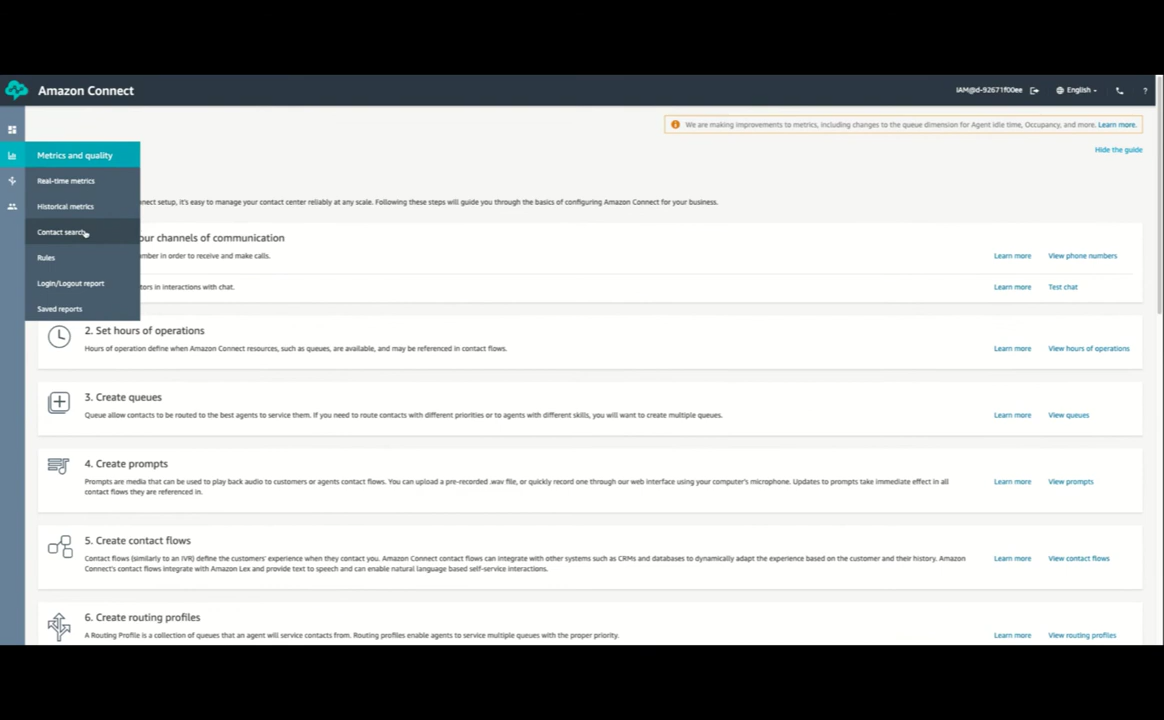 Amazon Connect
IAM@d-92671f00ee
English
?
We are making improvements to metrics, including changes to the queue dimension for Agent idle time, Occupancy, and more. Learn more.
Hide the guide
Metrics and quality
Real-time metrics
Historical metrics
Contact search
Rules
Login/Logout report
Saved reports
nnect setup, it's easy to manage your contact center reliably at any scale. Following these steps will guide you through the basics of configuring Amazon Connect for your business.
our channels of communication
mber in order to receive and make calls.
Learn more View phone numbers
tors in interactions with chat.
Learn more Test chat
2. Set hours of operations
Hours of operation define when Amazon Connect resources, such as queues, are available, and may be referenced in contact flows.
Learn more View hours of operations
3. Create queues
Queue allow contacts to be routed to the best agents to service them. If you need to route contacts with different priorities or to agents with different skills, you will want to create multiple queues.
Learn more View queues
4. Create prompts
Prompts are media that can be used to play back audio to customers or agents contact flows. You can upload a pre-recorded .wav file, or quickly record one through our web interface using your computer's microphone. Updates to prompts take immediate effect in all
contact flows they are referenced in.
Learn more View prompts
5. Create contact flows
Contact flows (similarly to an IVR) define the customers' experience when they contact you. Amazon Connect contact flows can integrate with other systems such as CRMs and databases to dynamically adapt the experience based on the customer and their history. Amazon
Connect's contact flows integrate with Amazon Lex and provide text to speech and can enable natural language based self-service interactions.
Learn more View contact flows
6. Create routing profiles
A Routing Profile is a collection of queues that an agent will service contacts from. Routing profiles enable agents to service multiple queues with the proper priority.
Learn more View routing profiles